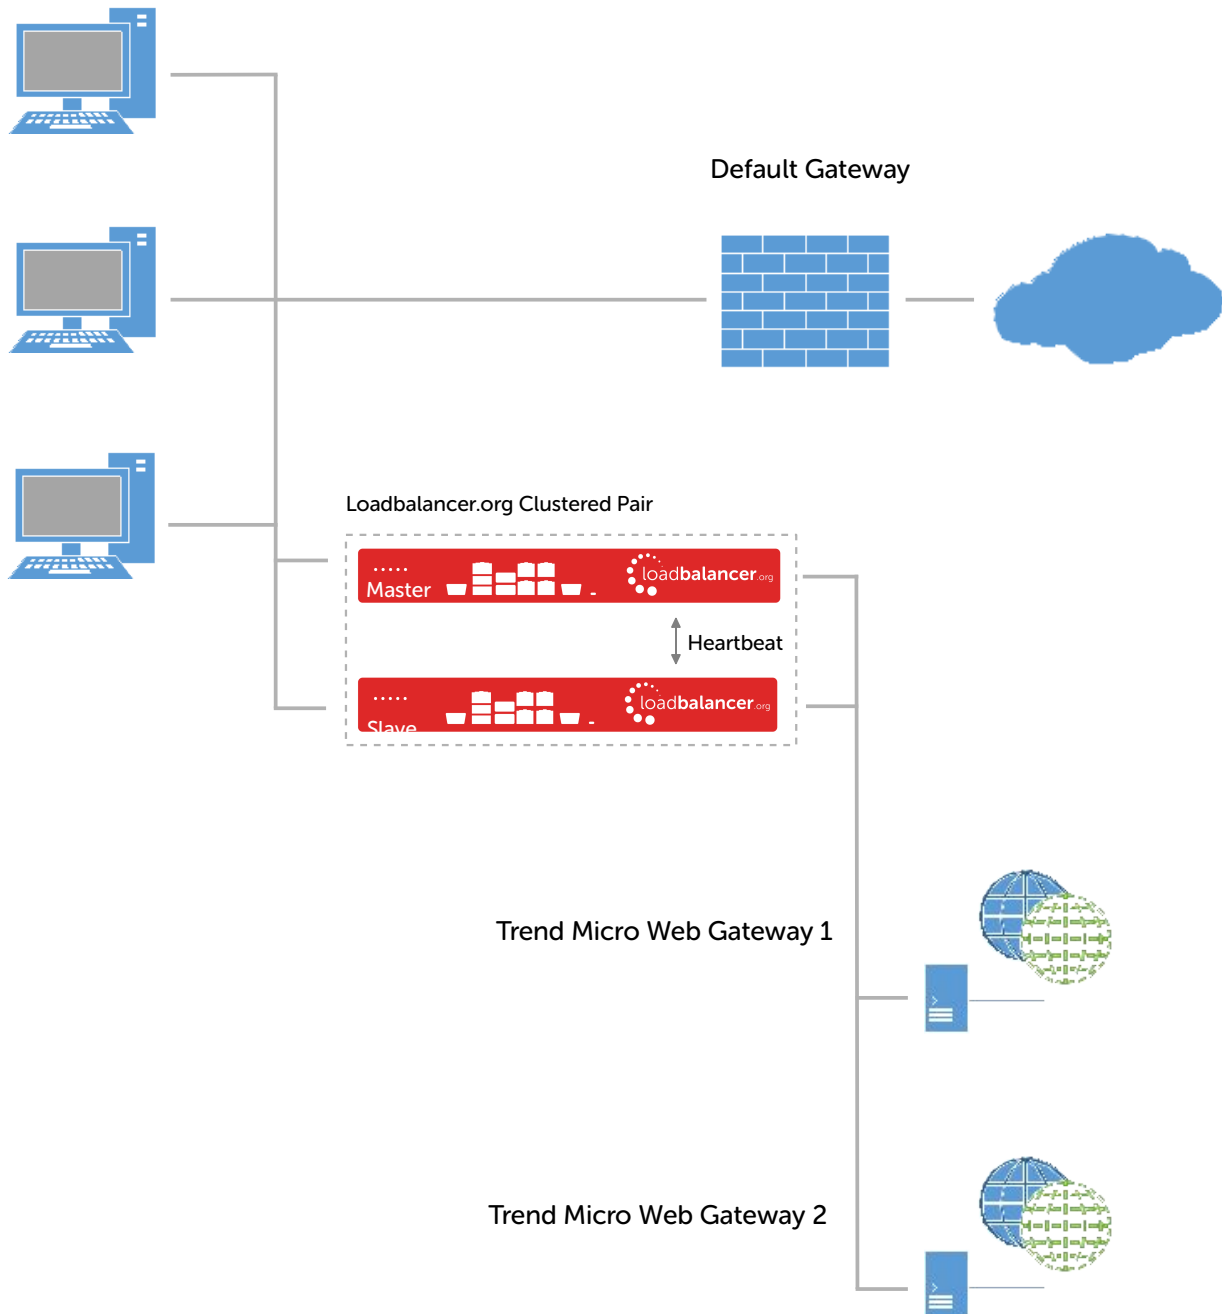 Default Gateway
Loadbalancer.org Clustered Pair
Master
loadbalancer.org
Heartbeat
Slave
loadbalancer.org
Trend Micro Web Gateway 1
Trend Micro Web Gateway 2